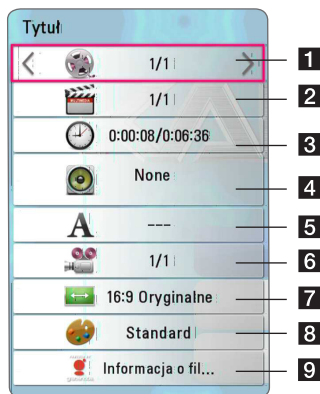 Tytuł
1/1 1
1/1 2
0:00:08/0:06:36 3
None 4
A --- 5
1/1 6
16:9 Oryginalne 7
Standard 8
Informacja o fil... 9